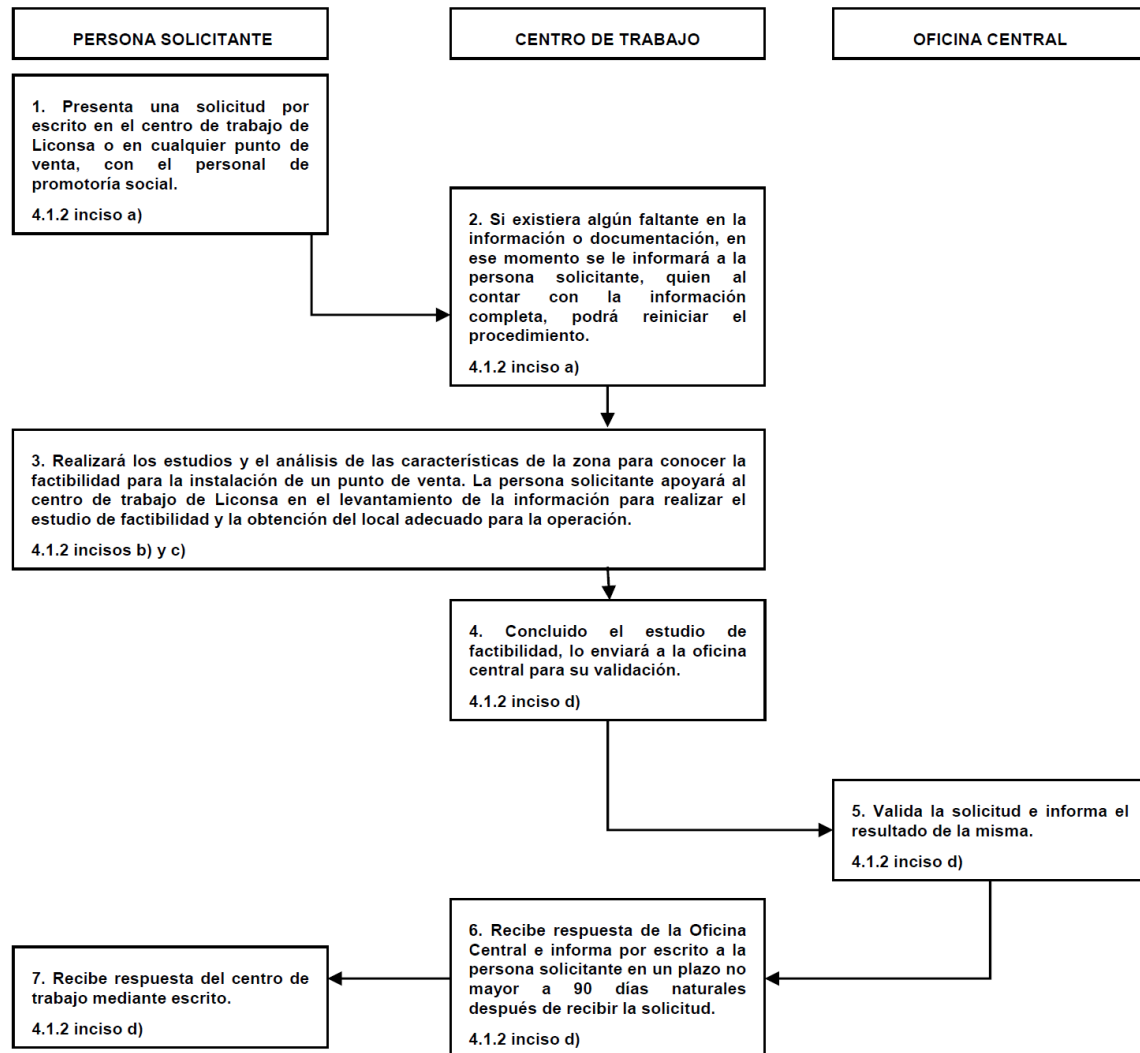 PERSONA SOLICITANTE
CENTRO DE TRABAJO
OFICINA CENTRAL
1. Presenta una solicitud por
escrito en el centro de trabajo de
Liconsa o en cualquier punto de
venta, con el personal de
promotoría social.
4.1.2 inciso a)
2. Si existiera algún faltante en la
información o documentación, en
ese momento se le informará a la
persona solicitante, quien al
contar con la información
completa, podrá reiniciar el
procedimiento.
4.1.2 inciso a)
3. Realizará los estudios y el análisis de las características de la zona para conocer la
factibilidad para la instalación de un punto de venta. La persona solicitante apoyará al
centro de trabajo de Liconsa en el levantamiento de la información para realizar el
estudio de factibilidad y la obtención del local adecuado para la operación.
4.1.2 incisos b) y c)
4. Concluido el estudio de
factibilidad, lo enviará a la oficina
central para su validación.
4.1.2 inciso d)
5. Valida la solicitud e informa el
resultado de la misma.
4.1.2 inciso d)
6. Recibe respuesta de la Oficina
Central e informa por escrito a la
persona solicitante en un plazo no
mayor a 90 días naturales
después de recibir la solicitud.
4.1.2 inciso d)
7. Recibe respuesta del centro de
trabajo mediante escrito.
4.1.2 inciso d)